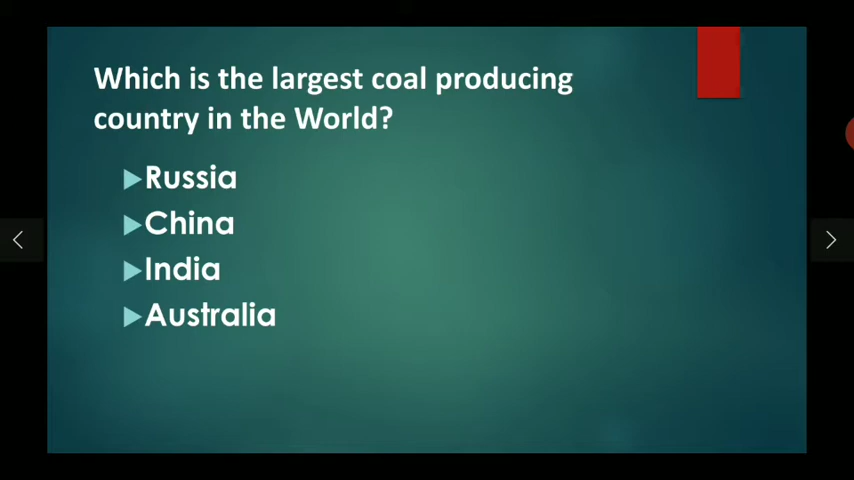 Which is the largest coal producing
country in the World?
Russia
China
India
Australia